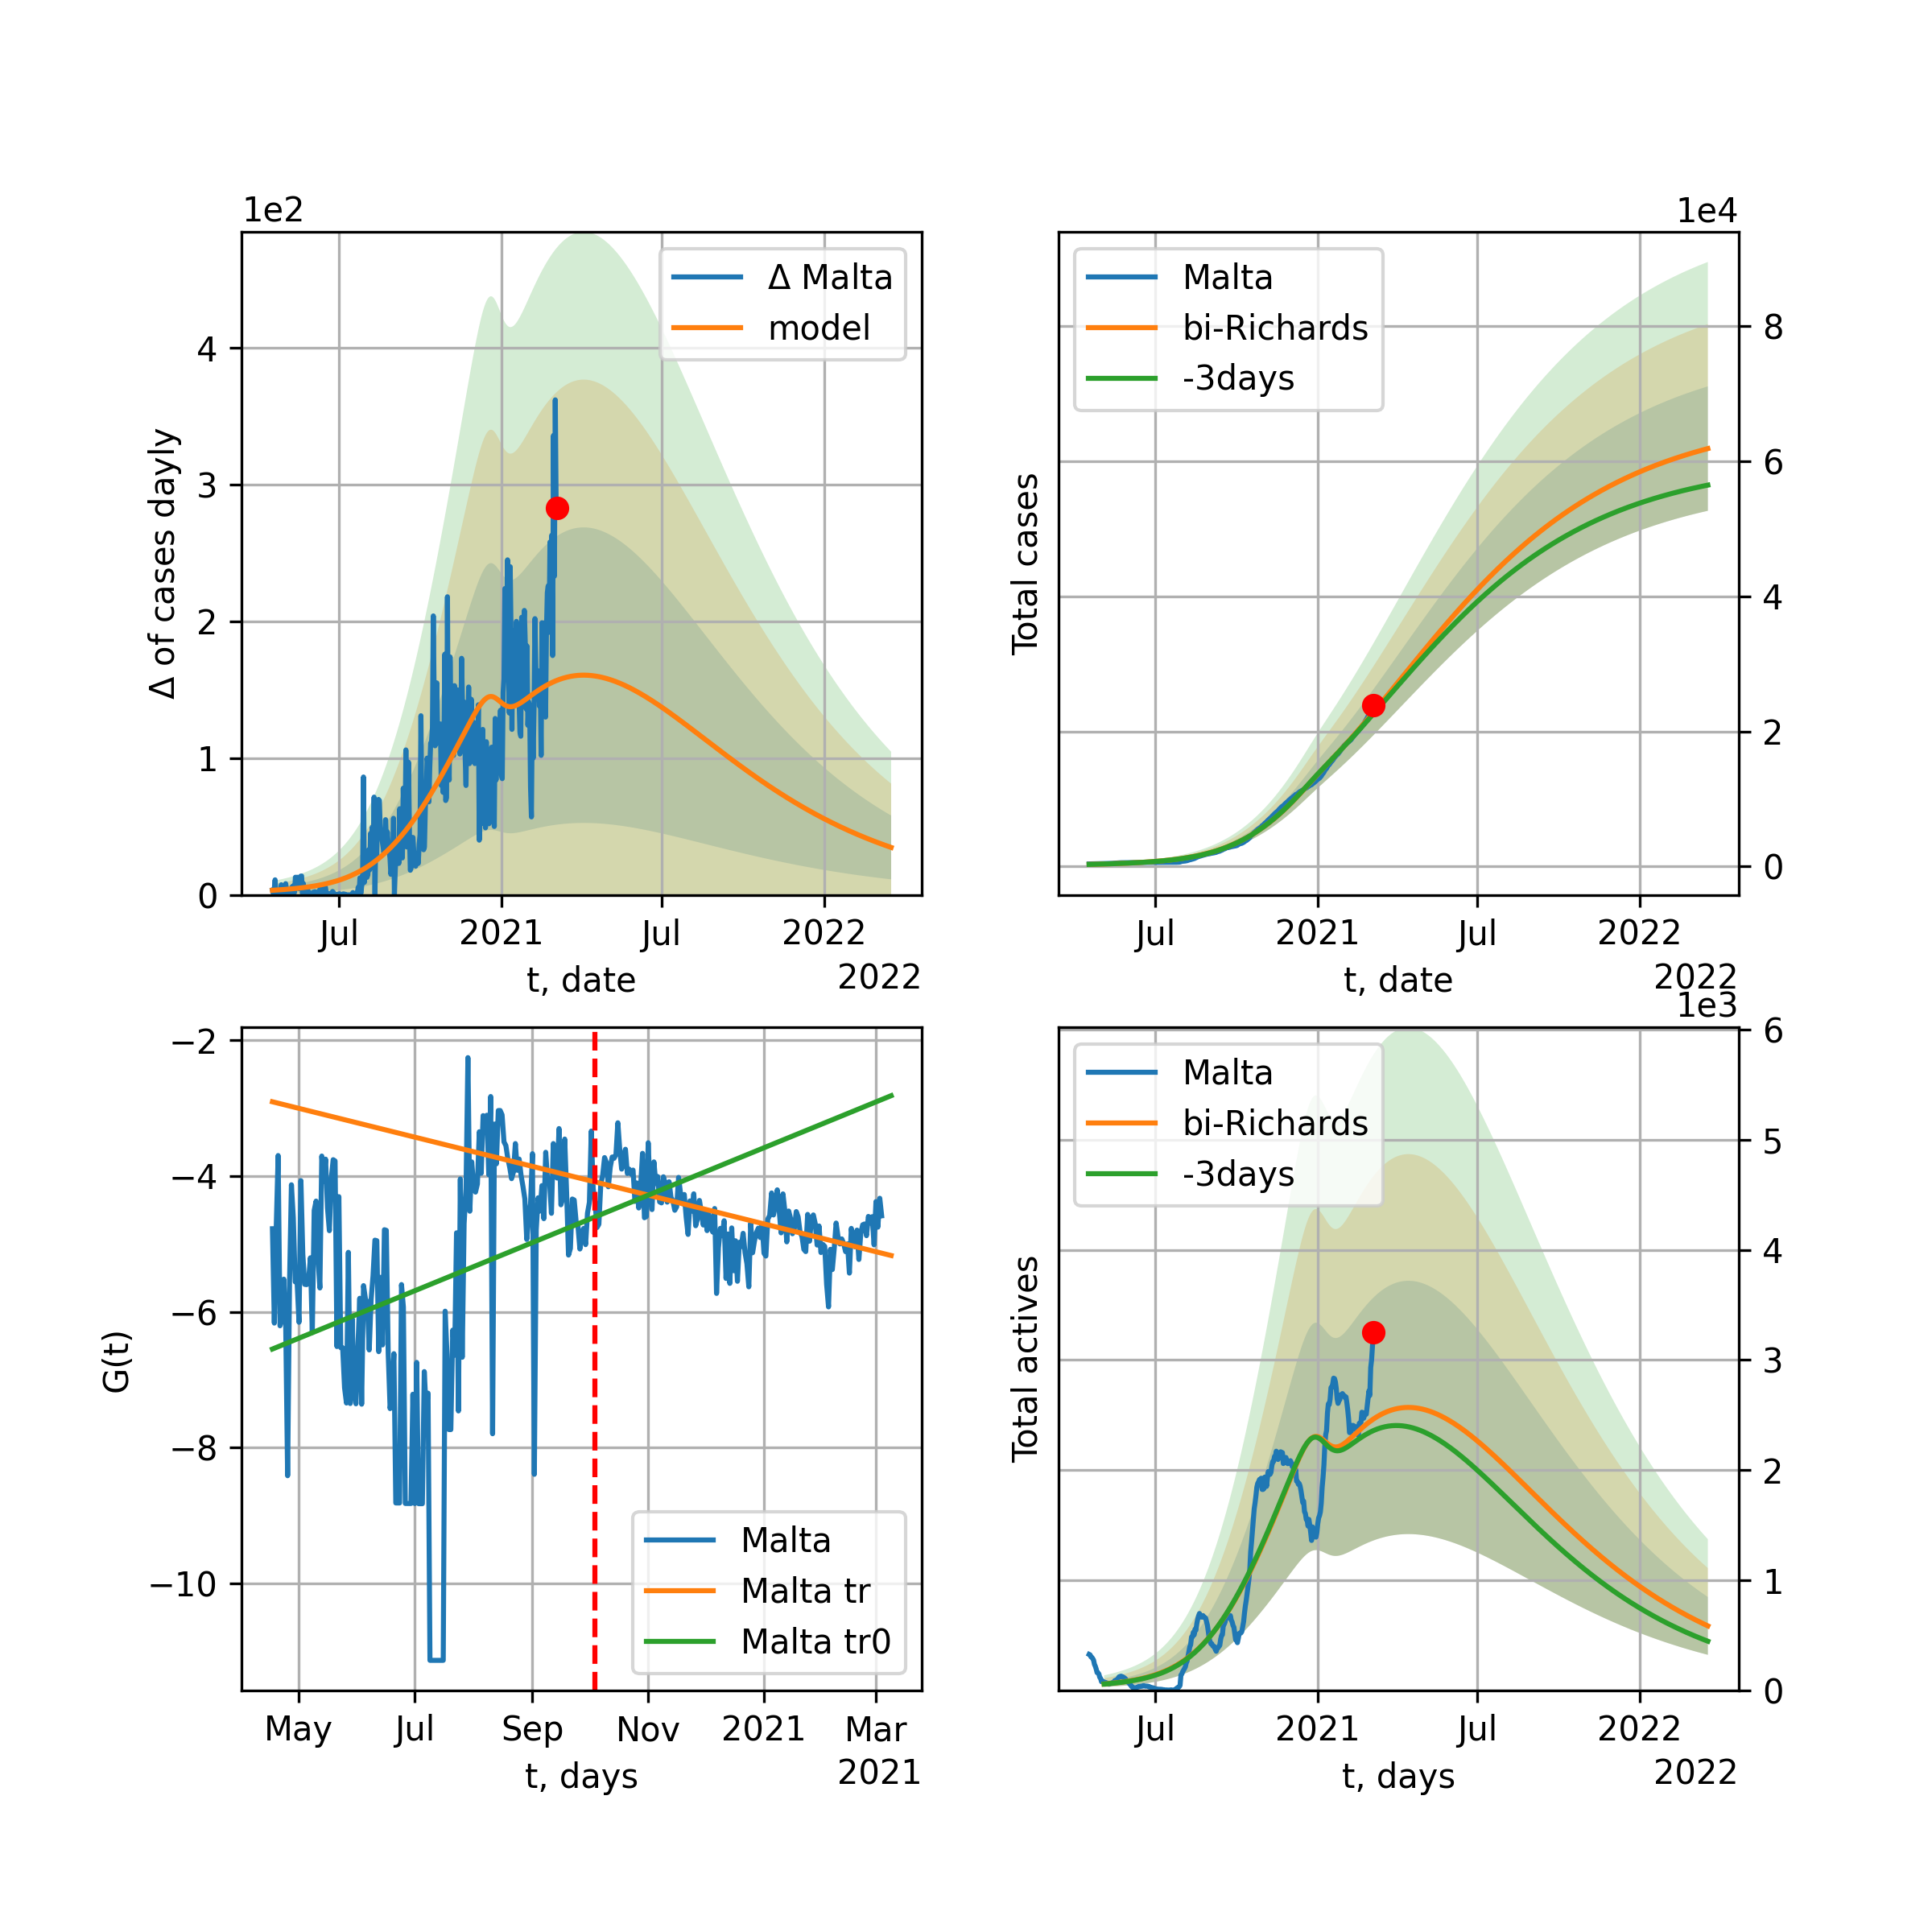 1e2
Δ Malta
model
4
3
2
1
0
Δ of cases dayly
Jul
2021
Jul
2022
t, date
2022
1e4
Malta
bi-Richards
-3days
8
6
4
2
0
Total cases
Jul
2021
Jul
2022
t, date
2022
−2
−4
−6
−8
−10
G(t)
Malta
Malta tr
Malta tr0
May
Jul
Sep
Nov
2021
Mar
t, days
2021
1e3
Malta
bi-Richards
-3days
6
5
4
3
2
1
0
Total actives
Jul
2021
Jul
2022
t, days
2022